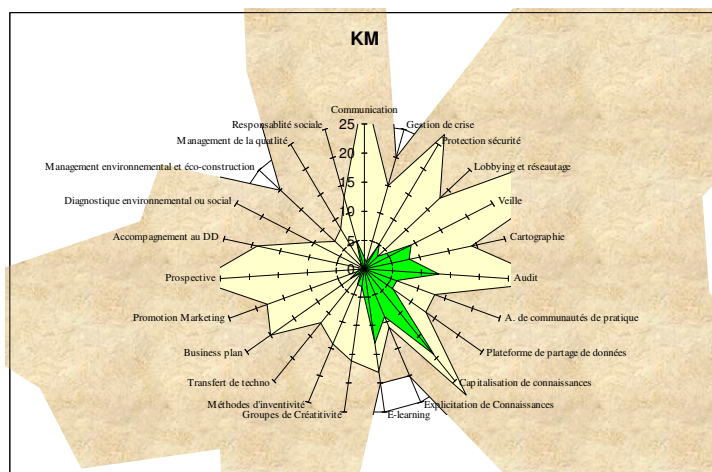 KM
Communication
Gestion de crise
Protection sécurité
Lobbying et réseautage
Veille
Cartographie
Audit
A. de communautés de pratique
Plateforme de partage de données
Capitalisation de connaissances
Explicitation de Connaissances
E-learning
Groupes de Créatitivité
Méthodes d'inventivité
Transfert de techno
Business plan
Promotion Marketing
Prospective
Accompagnement au DD
Diagnostique environemental ou social
Management environnemental et éco-construction
Management de la quatlité
Responsablité sociale
25
20
15
10
5
0